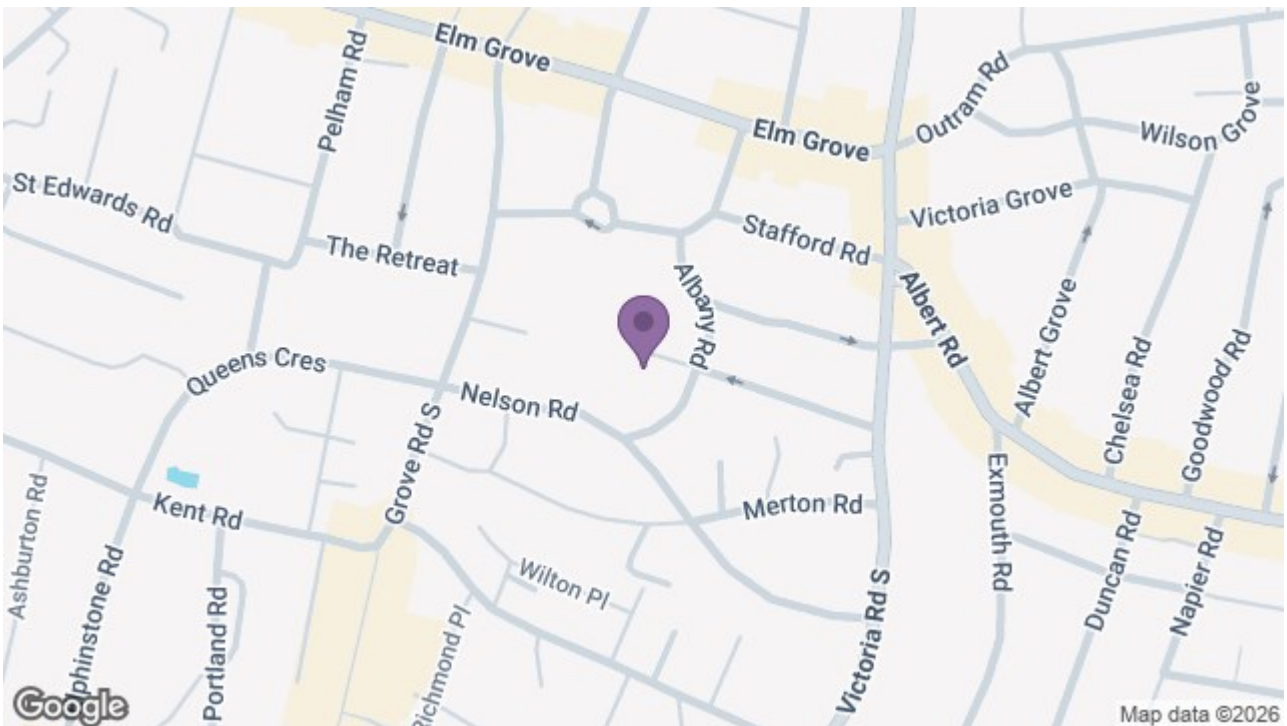 Elm Grove
Pelham Rd
Outram Rd
Elm Grove
Wilson Grove
St Edwards Rd
Victoria Grove
The Retreat
Stafford Rd
Albany Rd
Albert Rd
Albert Grove
Queens Cres
Nelson Rd
Chelsea Rd
Goodwood Rd
Grove Rd S
Kent Rd
Merton Rd
Exmouth Rd
Ashburton Rd
Duncan Rd
Napier Rd
Wilton Pl
Victoria Rd S
Portland Rd
Richmond Pl
phinstone Rd
Google
Map data ©2026